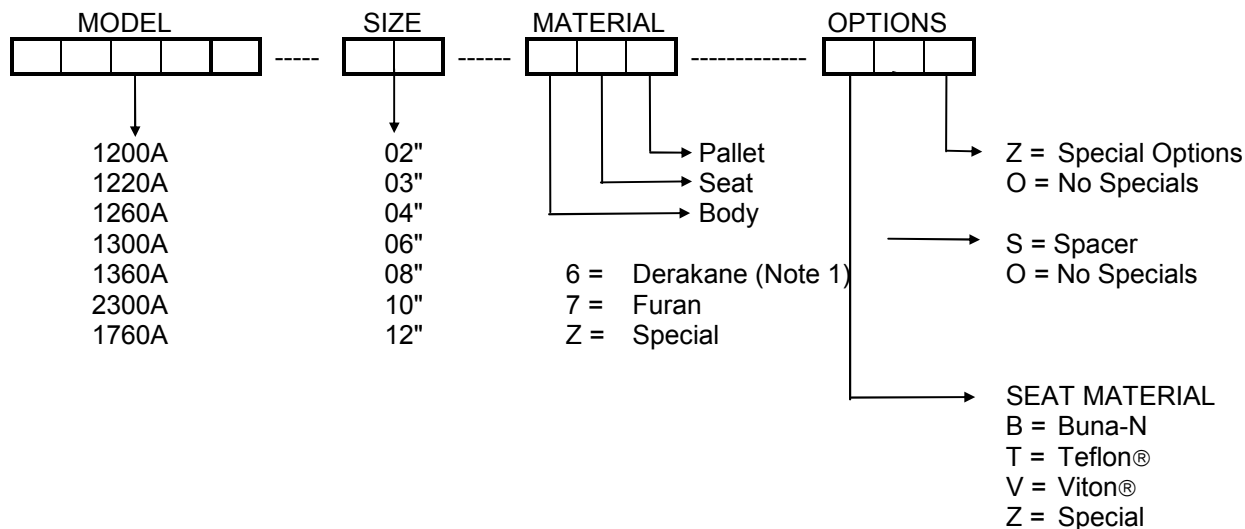 MODEL SIZE MATERIAL OPTIONS
----- ------ -------------
1200A 02" Pallet Z = Special Options
1220A 03" Seat O = No Specials
1260A 04" Body
1300A 06" S = Spacer
1360A 08" 6 = Derakane (Note 1) O = No Specials
2300A 10" 7 = Furan
1760A 12" Z = Special
SEAT MATERIAL
B = Buna-N
T = Teflon®
V = Viton®
Z = Special